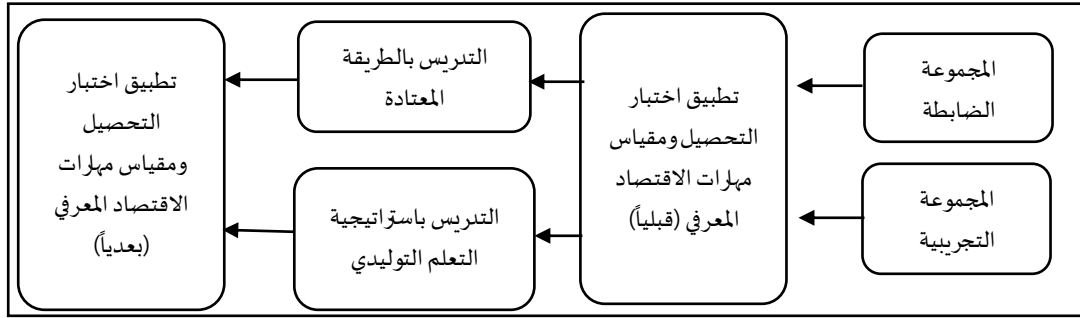 المجموعة
الضابطة
المجموعة
التجريبية
تطبيق اختبار
التحصيل ومقياس
مهارات الاقتصاد
المعرفي (قبلياً)
التدريس بالطريقة
المعتادة
التدريس باستراتيجية
التعلم التوليدي
تطبيق اختبار
التحصيل
ومقياس مهارات
الاقتصاد المعرفي
(بعدياً)